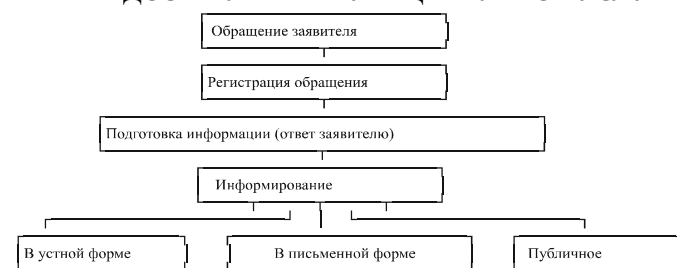 Обращение заявителя
Регистрация обращения
Подготовка информации (ответ заявителю)
Информирование
В устной форме
В письменной форме
Публичное